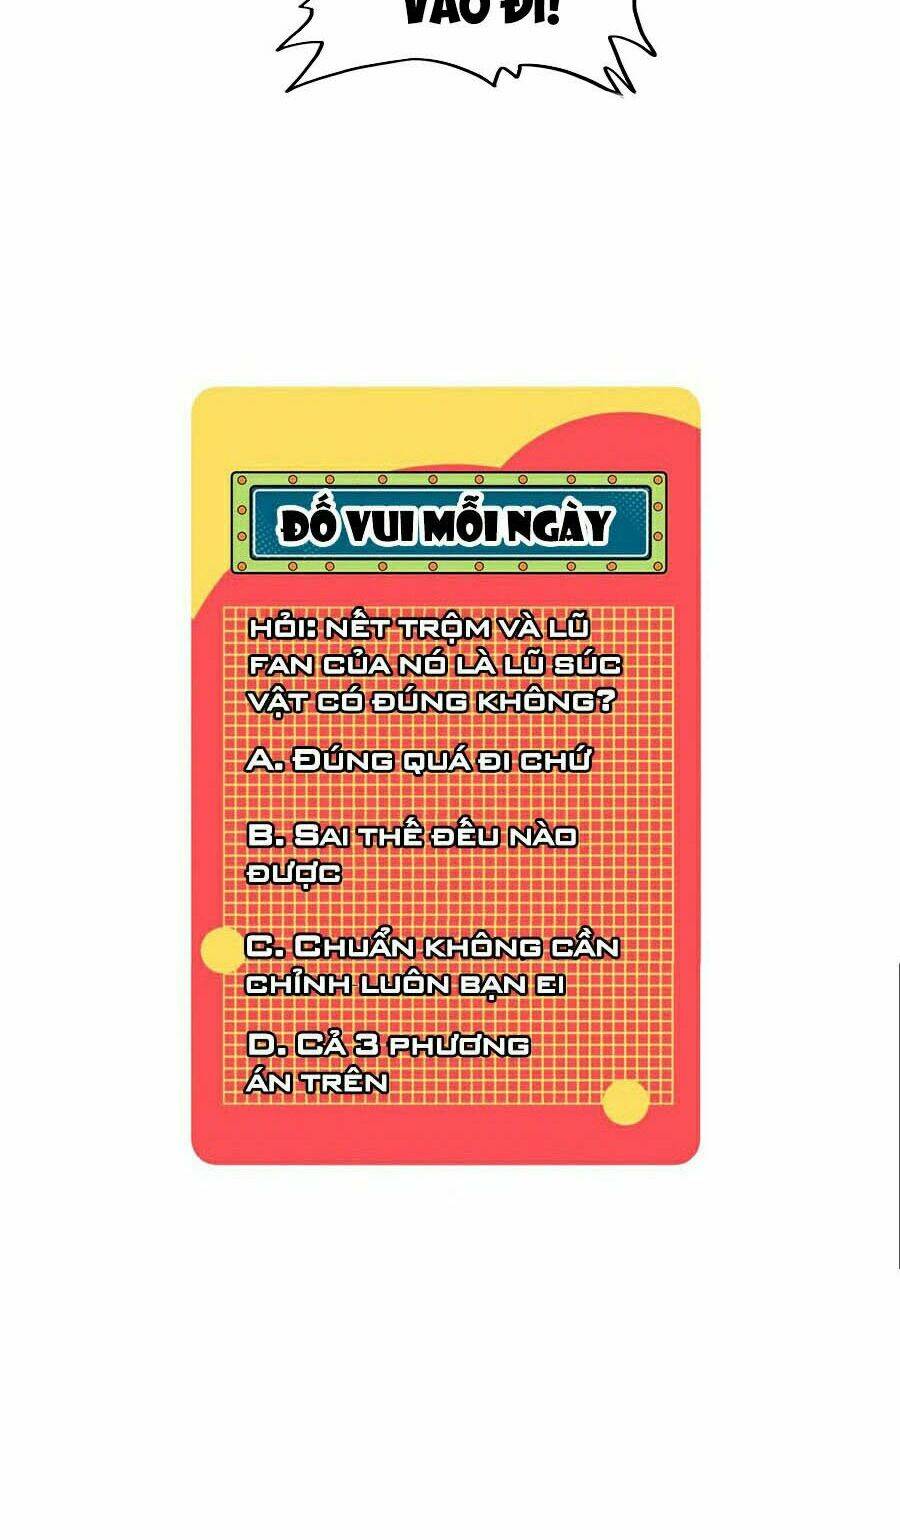 VÀO ĐI!
ĐỐ VUI MỖI NGÀY
HỎI: NẾT TRỘM VÀ LŨ
FAN CỦA NÓ LÀ LŨ SÚC
VẬT CÓ ĐÚNG KHÔNG?
A. ĐÚNG QUÁ ĐI CHỨ
B. SAI THẾ ĐẾU NÀO
ĐƯỢC
C. CHUẨN KHÔNG CẦN
CHỈNH LUÔN BẠN EI
D. CẢ 3 PHƯƠNG
ÁN TRÊN